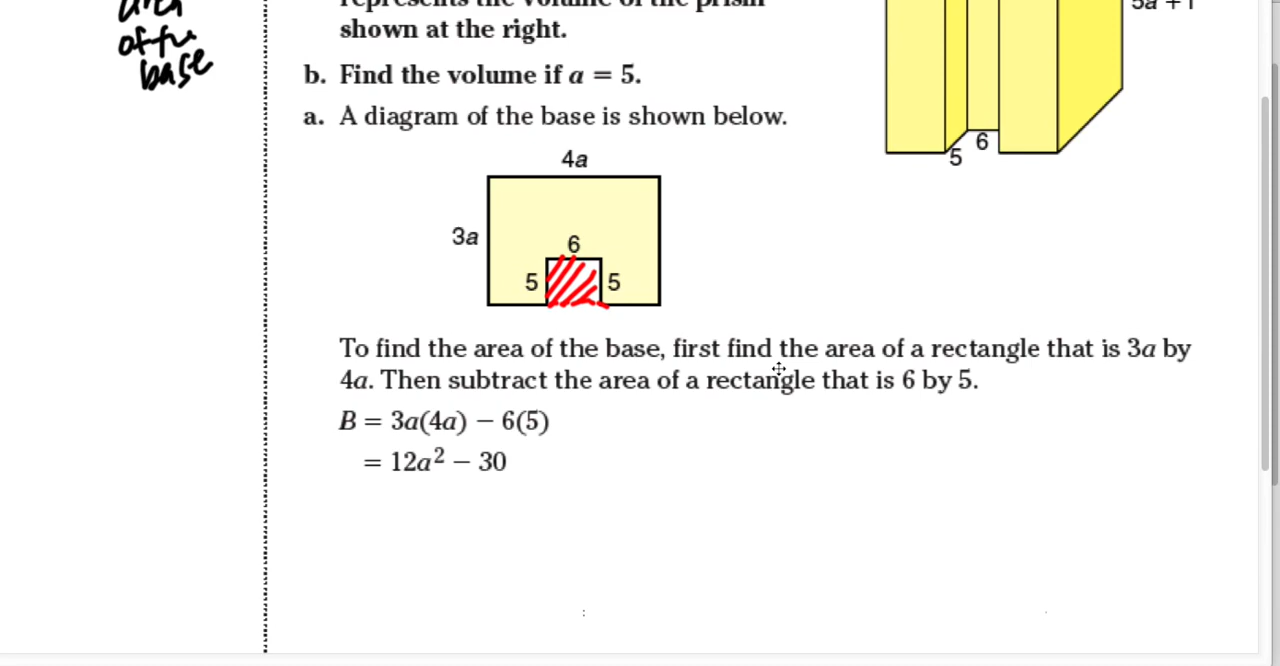 area
of the
base
represents the volume of the prism
shown at the right.
b. Find the volume if a = 5.
a. A diagram of the base is shown below.
5a + 1
5
6
4a
3a
6
5
5
To find the area of the base, first find the area of a rectangle that is 3a by
4a. Then subtract the area of a rectangle that is 6 by 5.
B = 3a(4a) – 6(5)
= 12a² – 30